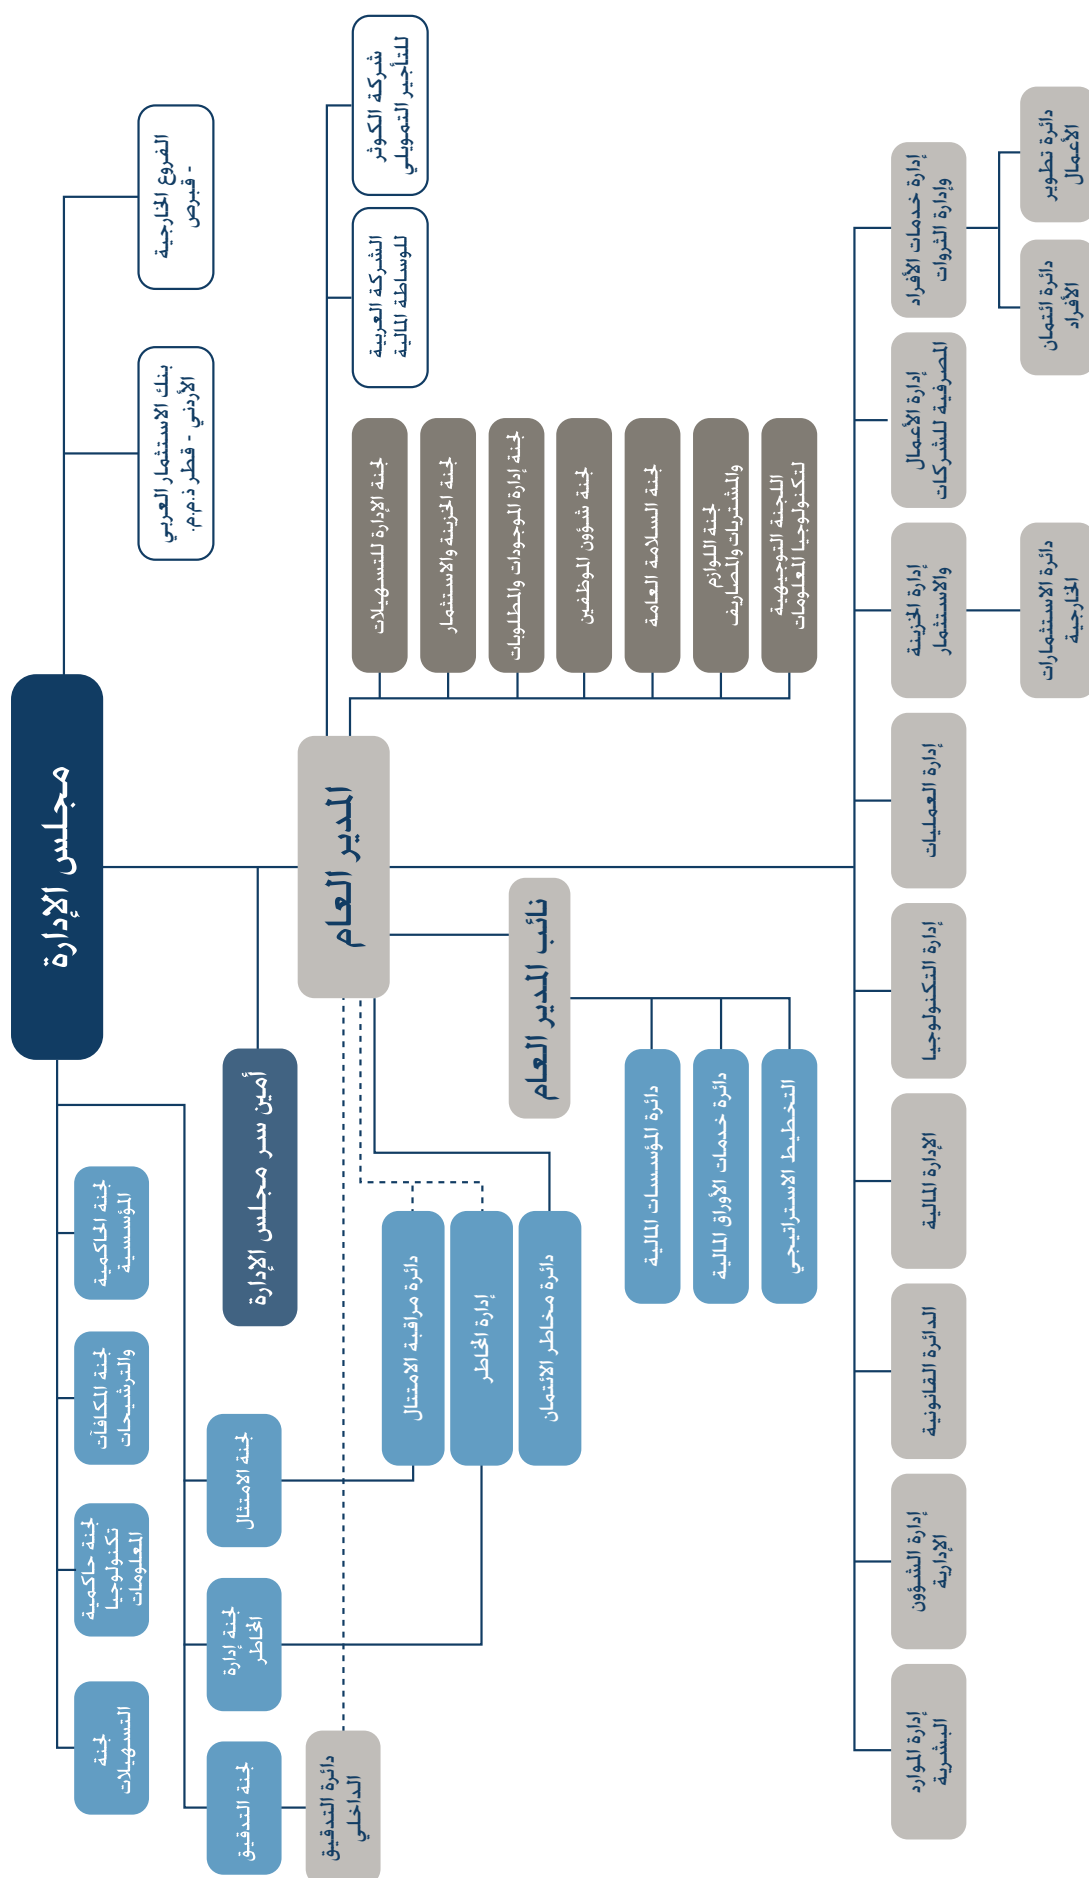 مجلس الإدارة
الفروع الخارجية
- قبرص
بنك الاستثمار العربي
الأردني - قطر ذ.م.م.
لجنة الحاكمية
المؤسسية
لجنة المكافآت
والترشيحات
لجنة حاكمية
تكنولوجيا
المعلومات
لجنة
التسهيلات
أمين سر مجلس الإدارة
لجنة الامتثال
لجنة إدارة
المخاطر
لجنة التدقيق
المدير العام
دائرة التدقيق
الداخلي
شركة الكوثر
للتأجير التمويلي
الشركة العربية
للوساطة المالية
لجنة الإدارة للتسهيلات
لجنة الخزينة والاستثمار
لجنة إدارة الموجودات والمطلوبات
لجنة شؤون الموظفين
لجنة السلامة العامة
لجنة اللوازم
والمشتريات والمصاريف
اللجنة التوجيهية
لتكنولوجيا المعلومات
دائرة مراقبة الامتثال
إدارة المخاطر
دائرة مخاطر الائتمان
نائب المدير العام
دائرة المؤسسات المالية
دائرة خدمات الأوراق المالية
التخطيط الاستراتيجي
إدارة خدمات الأفراد
وإدارة الثروات
إدارة الأعمال
المصرفية للشركات
إدارة الخزينة
والاستثمار
إدارة العمليات
إدارة التكنولوجيا
الإدارة المالية
الدائرة القانونية
إدارة الشؤون
الإدارية
إدارة الموارد
البشرية
دائرة تطوير
الأعمال
دائرة ائتمان
الأفراد
دائرة الاستثمارات
الخارجية